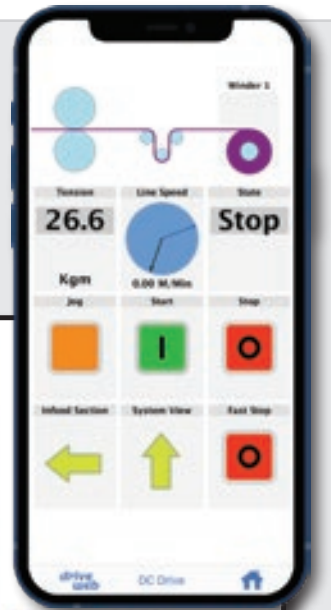 Winder 1
Tension
Line Speed
State
26.6
Stop
Kgm
0.00 M/Min
Jog
Start
Stop
I
O
Infeed Section
System View
Fast Stop
O
drive
web
DC Drive